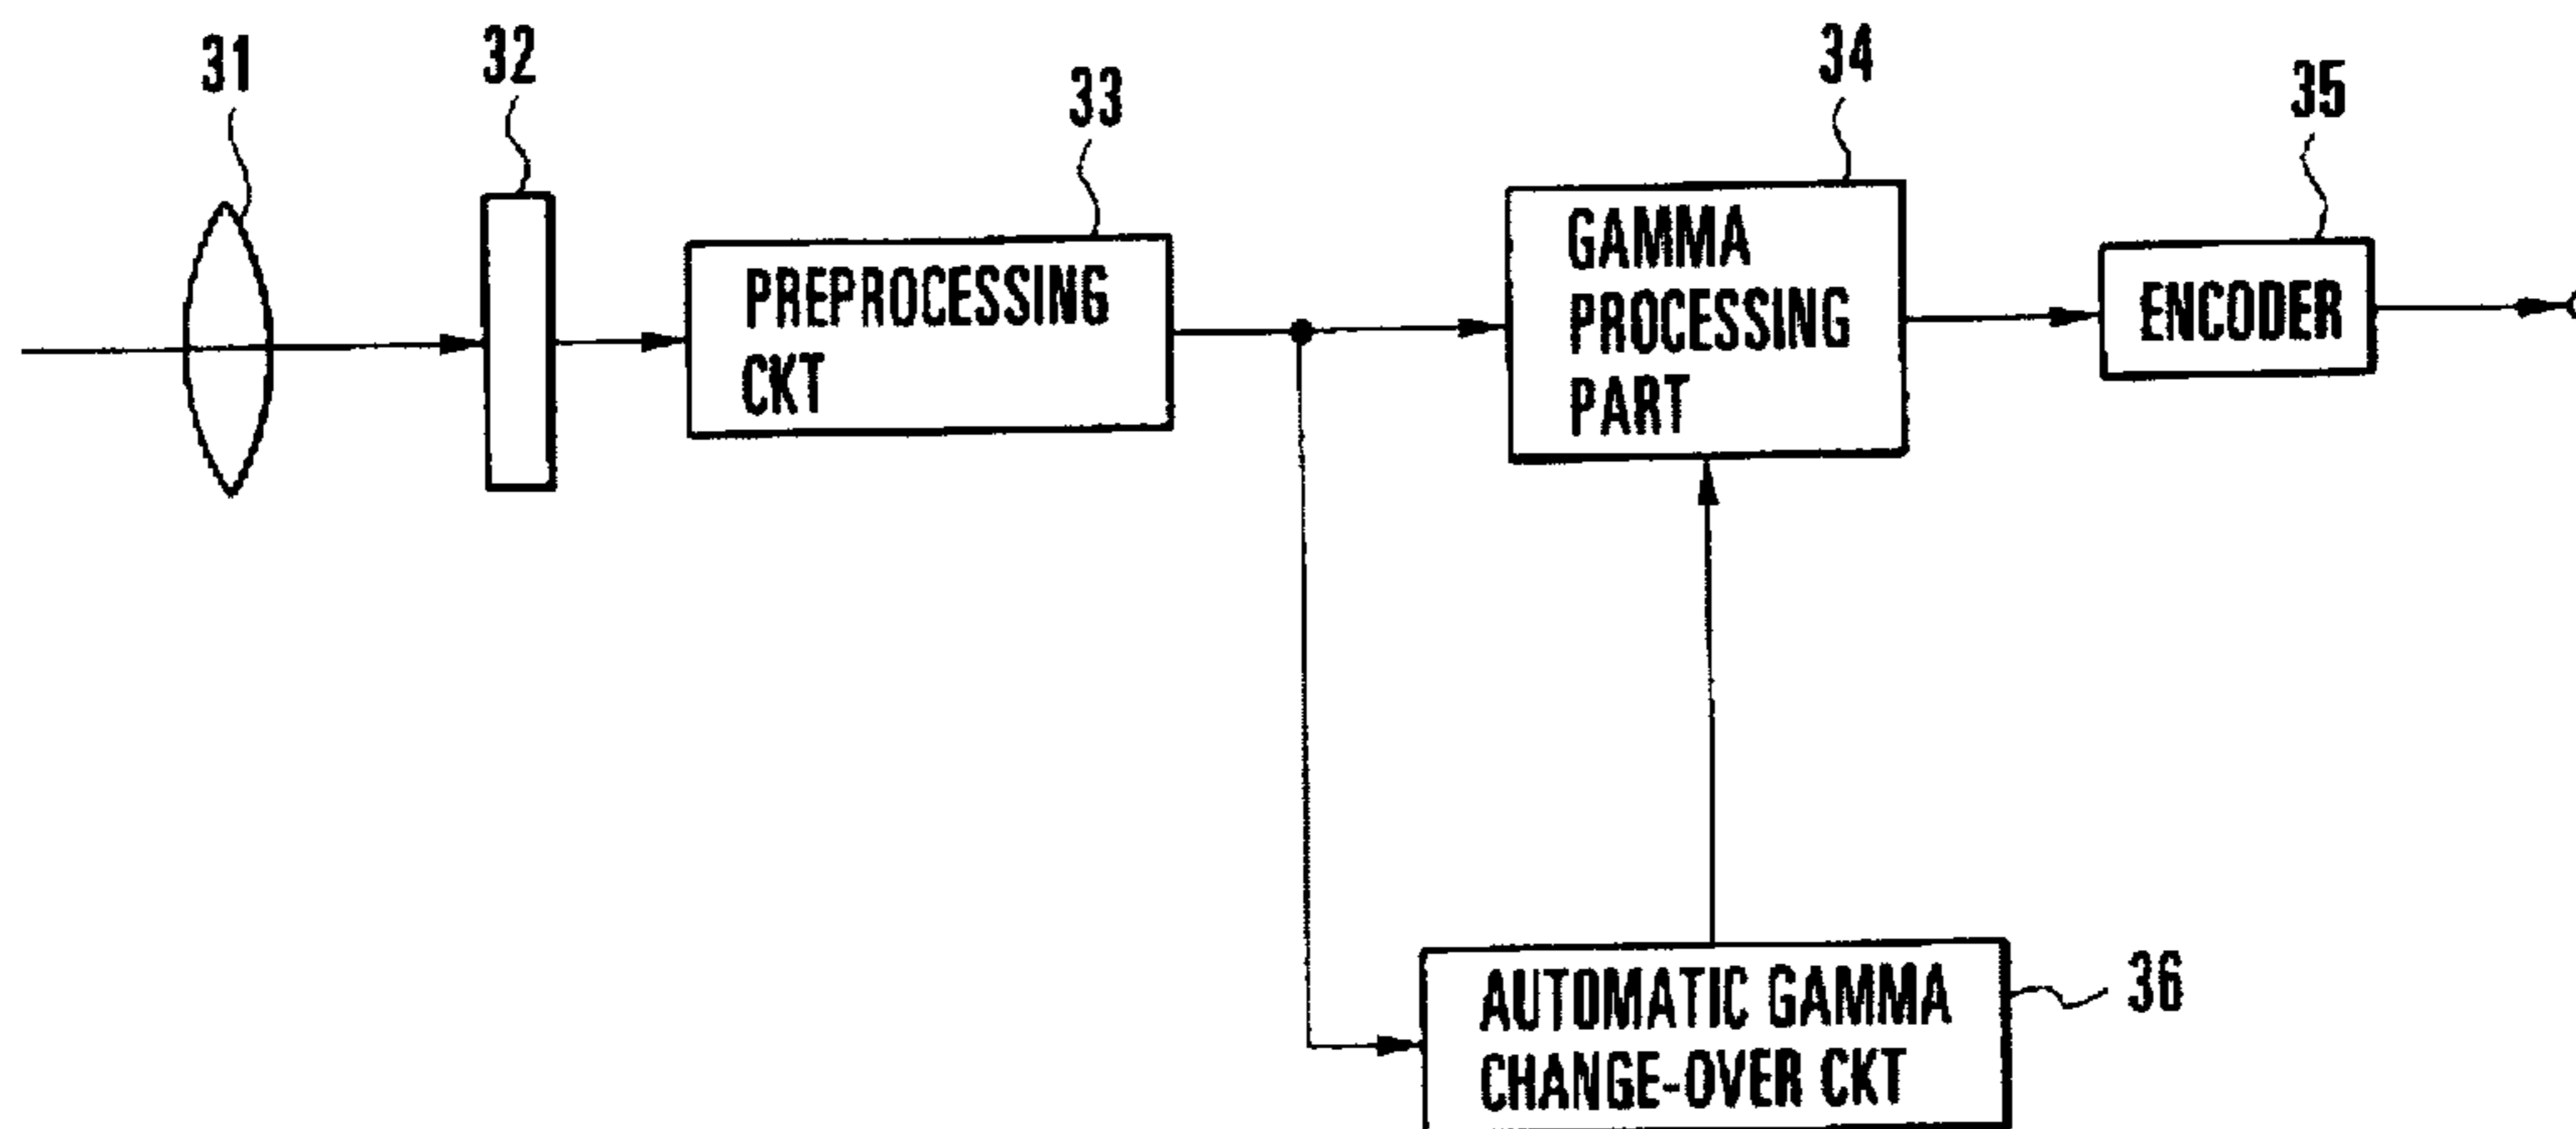 31
32
33
34
35
PREPROCESSING
CKT
GAMMA
PROCESSING
PART
ENCODER
AUTOMATIC GAMMA
CHANGE-OVER CKT
36